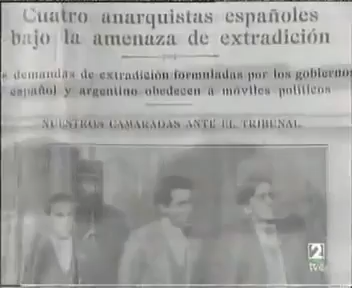 Cuatro anarquistas españoles
bajo la amenaza de extradición
demandas de extradición formuladas por los gobiernos
español y argentino obedecen a móviles políticos
NUESTROS CAMARADAS ANTE EL TRIBUNAL
2
tve